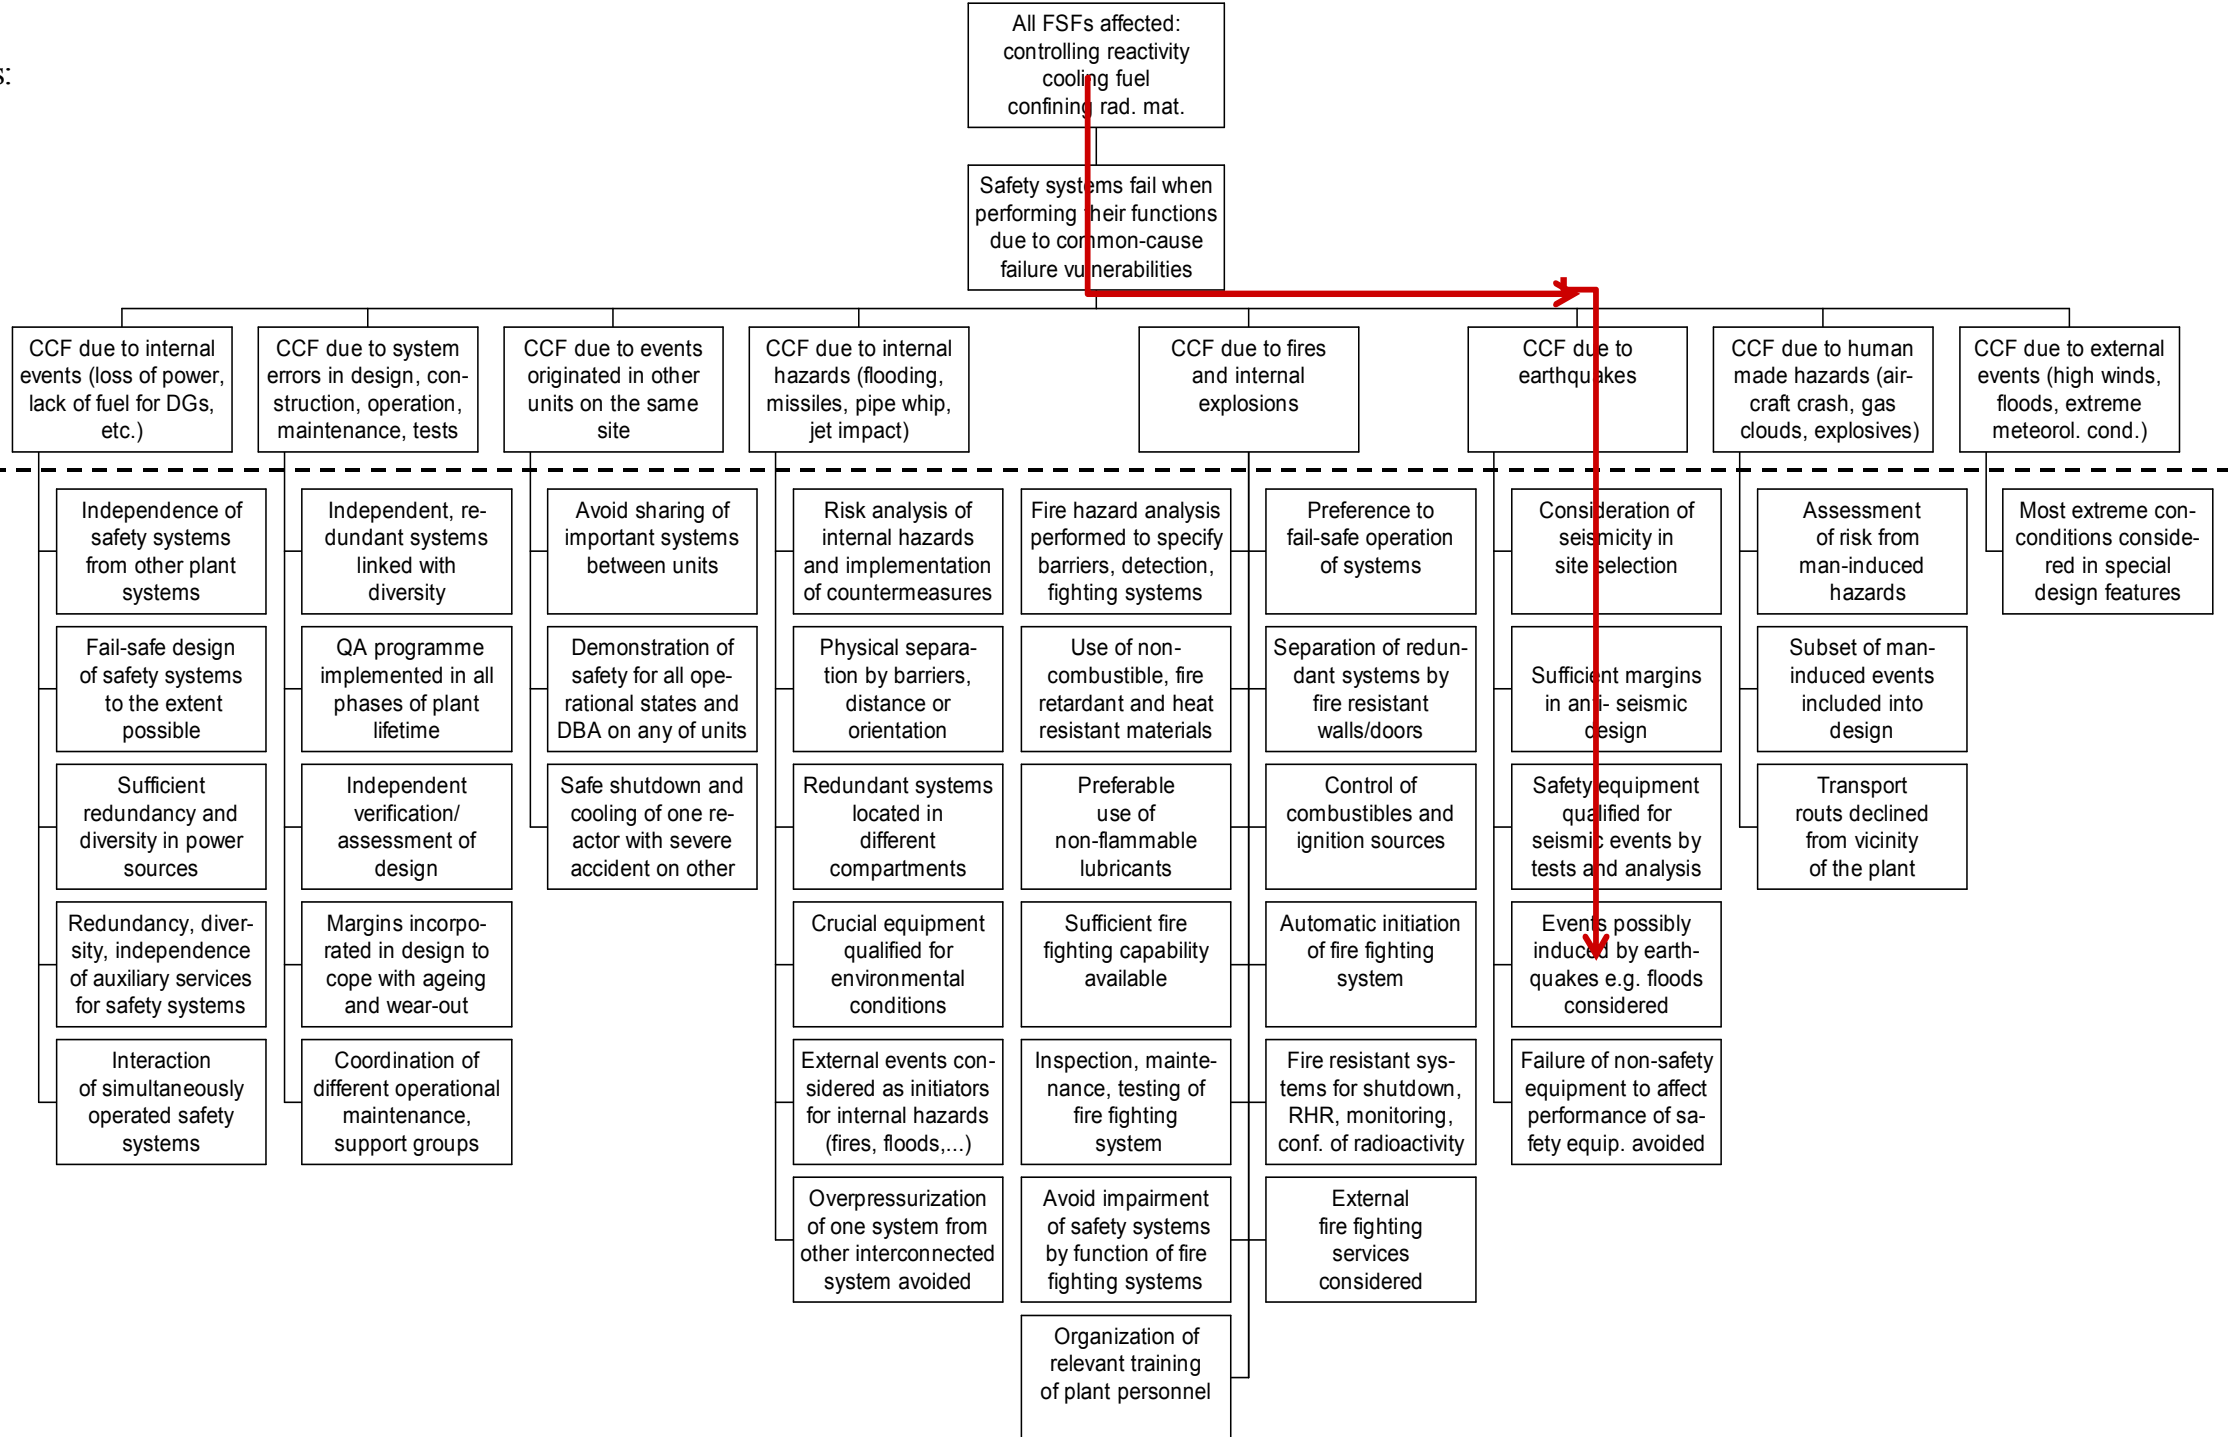 s:
All FSFs affected:
controlling reactivity
cooling fuel
confining rad. mat.
Safety systems fail when
performing their functions
due to common-cause
failure vulnerabilities
CCF due to internal
events (loss of power,
lack of fuel for DGs,
etc.)
CCF due to system
errors in design, con-
struction, operation,
maintenance, tests
CCF due to events
originated in other
units on the same
site
CCF due to internal
hazards (flooding,
missiles, pipe whip,
jet impact)
CCF due to fires
and internal
explosions
CCF due to
earthquakes
CCF due to human
made hazards (air-
craft crash, gas
clouds, explosives)
CCF due to external
events (high winds,
floods, extreme
meteorol. cond.)
Independence of
safety systems
from other plant
systems
Fail-safe design
of safety systems
to the extent
possible
Sufficient
redundancy and
diversity in power
sources
Redundancy, diver-
sity, independence
of auxiliary services
for safety systems
Interaction
of simultaneously
operated safety
systems
Independent, re-
dundant systems
linked with
diversity
QA programme
implemented in all
phases of plant
lifetime
Independent
verification/
assessment of
design
Margins incorpo-
rated in design to
cope with ageing
and wear-out
Coordination of
different operational
maintenance,
support groups
Avoid sharing of
important systems
between units
Demonstration of
safety for all ope-
rational states and
DBA on any of units
Safe shutdown and
cooling of one re-
actor with severe
accident on other
Risk analysis of
internal hazards
and implementation
of countermeasures
Physical separa-
tion by barriers,
distance or
orientation
Redundant systems
located in
different
compartments
Crucial equipment
qualified for
environmental
conditions
External events con-
sidered as initiators
for internal hazards
(fires, floods,...)
Overpressurization
of one system from
other interconnected
system avoided
Fire hazard analysis
performed to specify
barriers, detection,
fighting systems
Use of non-
combustible, fire
retardant and heat
resistant materials
Preferable
use of
non-flammable
lubricants
Sufficient fire
fighting capability
available
Inspection, mainte-
nance, testing of
fire fighting
system
Avoid impairment
of safety systems
by function of fire
fighting systems
Organization of
relevant training
of plant personnel
Preference to
fail-safe operation
of systems
Separation of redun-
dant systems by
fire resistant
walls/doors
Control of
combustibles and
ignition sources
Automatic initiation
of fire fighting
system
Fire resistant sys-
tems for shutdown,
RHR, monitoring,
conf. of radioactivity
External
fire fighting
services
considered
Consideration of
seismicity in
site selection
Sufficient margins
in anti- seismic
design
Safety equipment
qualified for
seismic events by
tests and analysis
Events possibly
induced by earth-
quakes e.g. floods
considered
Failure of non-safety
equipment to affect
performance of sa-
fety equip. avoided
Assessment
of risk from
man-induced
hazards
Subset of man-
induced events
included into
design
Transport
routs declined
from vicinity
of the plant
Most extreme con-
conditions conside-
red in special
design features